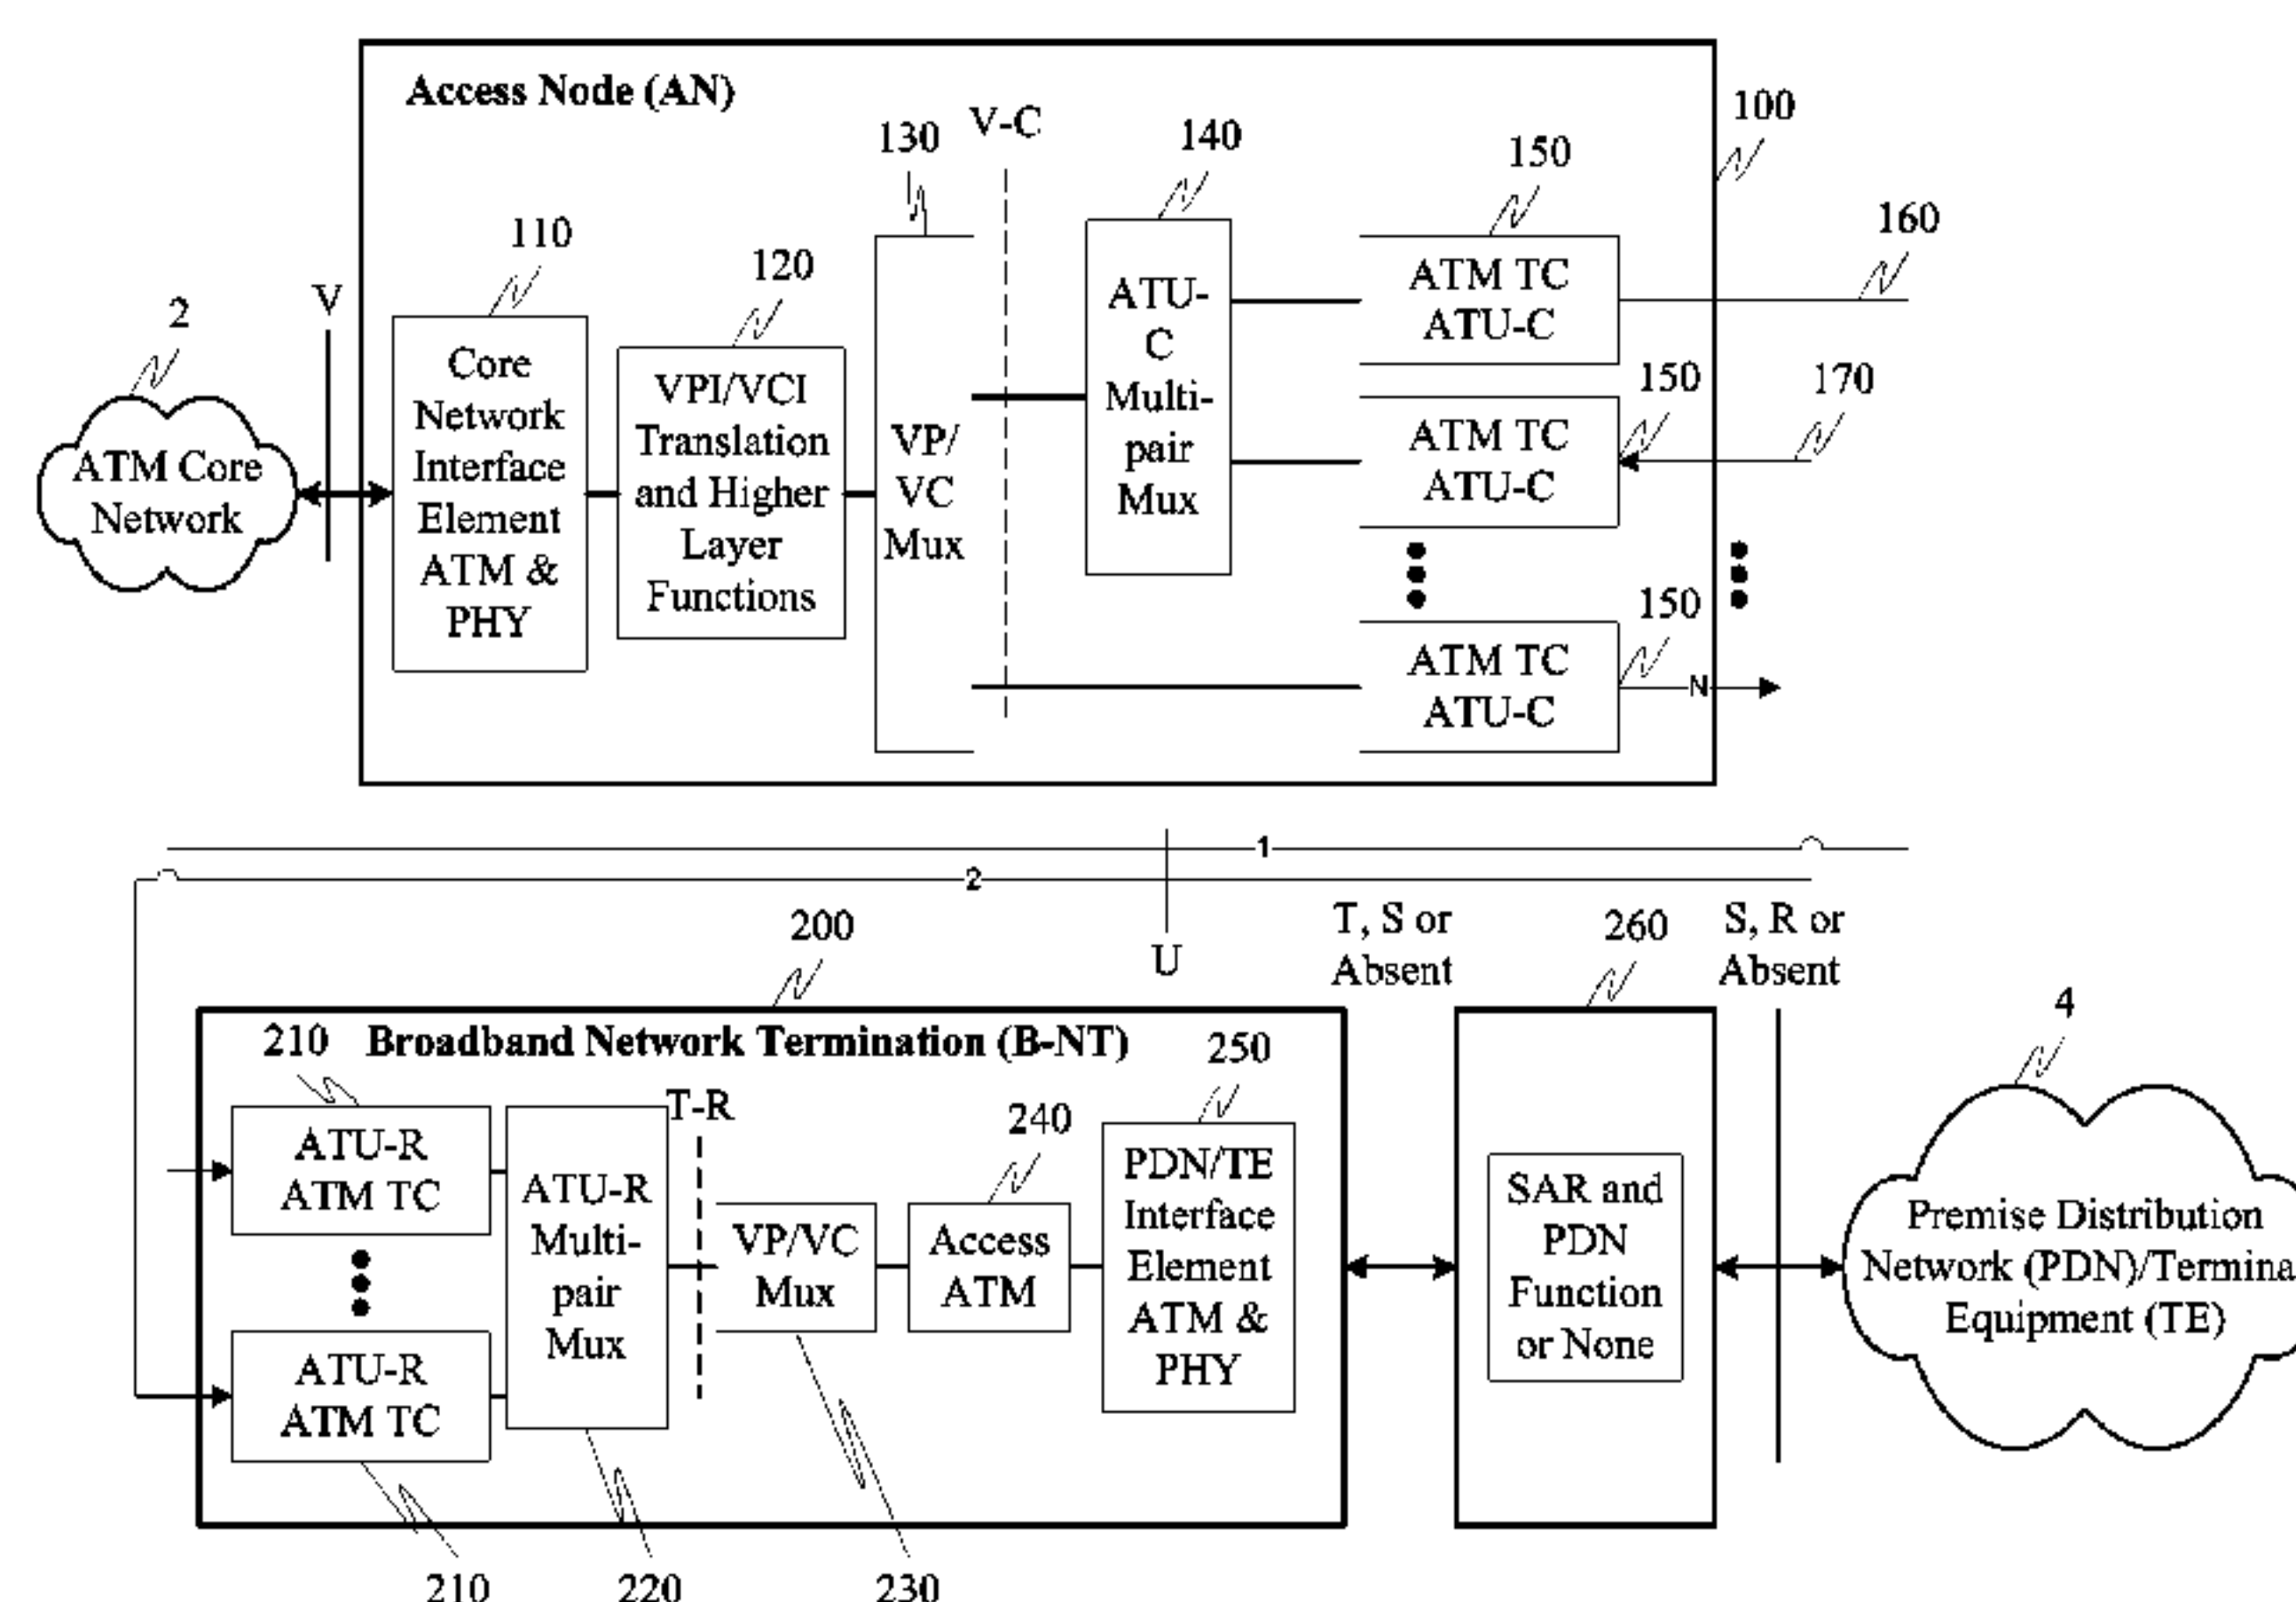 Access Node (AN)
100
V-C
130
140
150
160
110
120
2
V
Core
Network
Interface
Element
ATM &
PHY
VPI/VCI
Translation
and Higher
Layer
Functions
VP/
VC
Mux
ATU-
C
Multi-
pair
Mux
ATM TC
ATU-C
150
170
ATM TC
ATU-C
150
ATM TC
ATU-C
N
ATM Core
Network
1
2
U
200
T, S or
Absent
260
S, R or
Absent
4
210
Broadband Network Termination (B-NT)
250
T-R
240
ATU-R
ATM TC
ATU-R
ATM TC
ATU-R
Multi-
pair
Mux
VP/VC
Mux
Access
ATM
PDN/TE
Interface
Element
ATM &
PHY
SAR and
PDN
Function
or None
Premise Distribution
Network (PDN)/Termina
Equipment (TE)
210
220
230